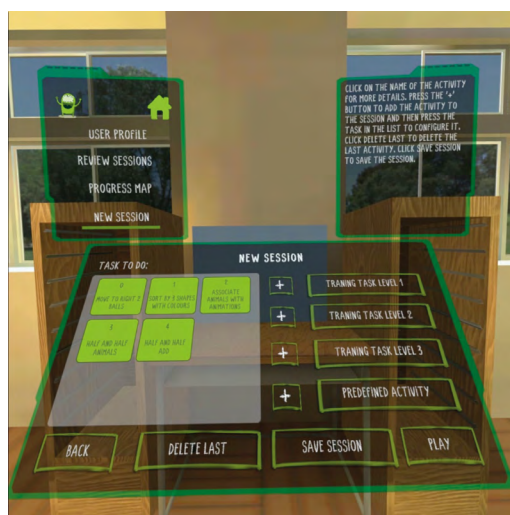 USER PROFILE
REVIEW SESSIONS
PROGRESS MAP
NEW SESSION
CLICK ON THE NAME OF THE ACTIVITY
FOR MORE DETAILS. PRESS THE '+'
BUTTON TO ADD THE ACTIVITY TO
THE SESSION AND THEN PRESS THE
TASK IN THE LIST TO CONFIGURE IT.
CLICK DELETE LAST TO DELETE THE
LAST ACTIVITY. CLICK SAVE SESSION
TO SAVE THE SESSION.
NEW SESSION
TASK TO DO:
0
MOVE TO RIGHT 2
BALLS
1
SORT BY 3 SHAPES
WITH COLOURS
2
ASSOCIATE
ANIMALS WITH
ANIMATIONS
3
HALF AND HALF
ANIMALS
4
HALF AND HALF
ADD
+
TRANING TASK LEVEL 1
+
TRANING TASK LEVEL 2
+
TRANING TASK LEVEL 3
+
PREDEFINED ACTIVITY
BACK
DELETE LAST
SAVE SESSION
PLAY